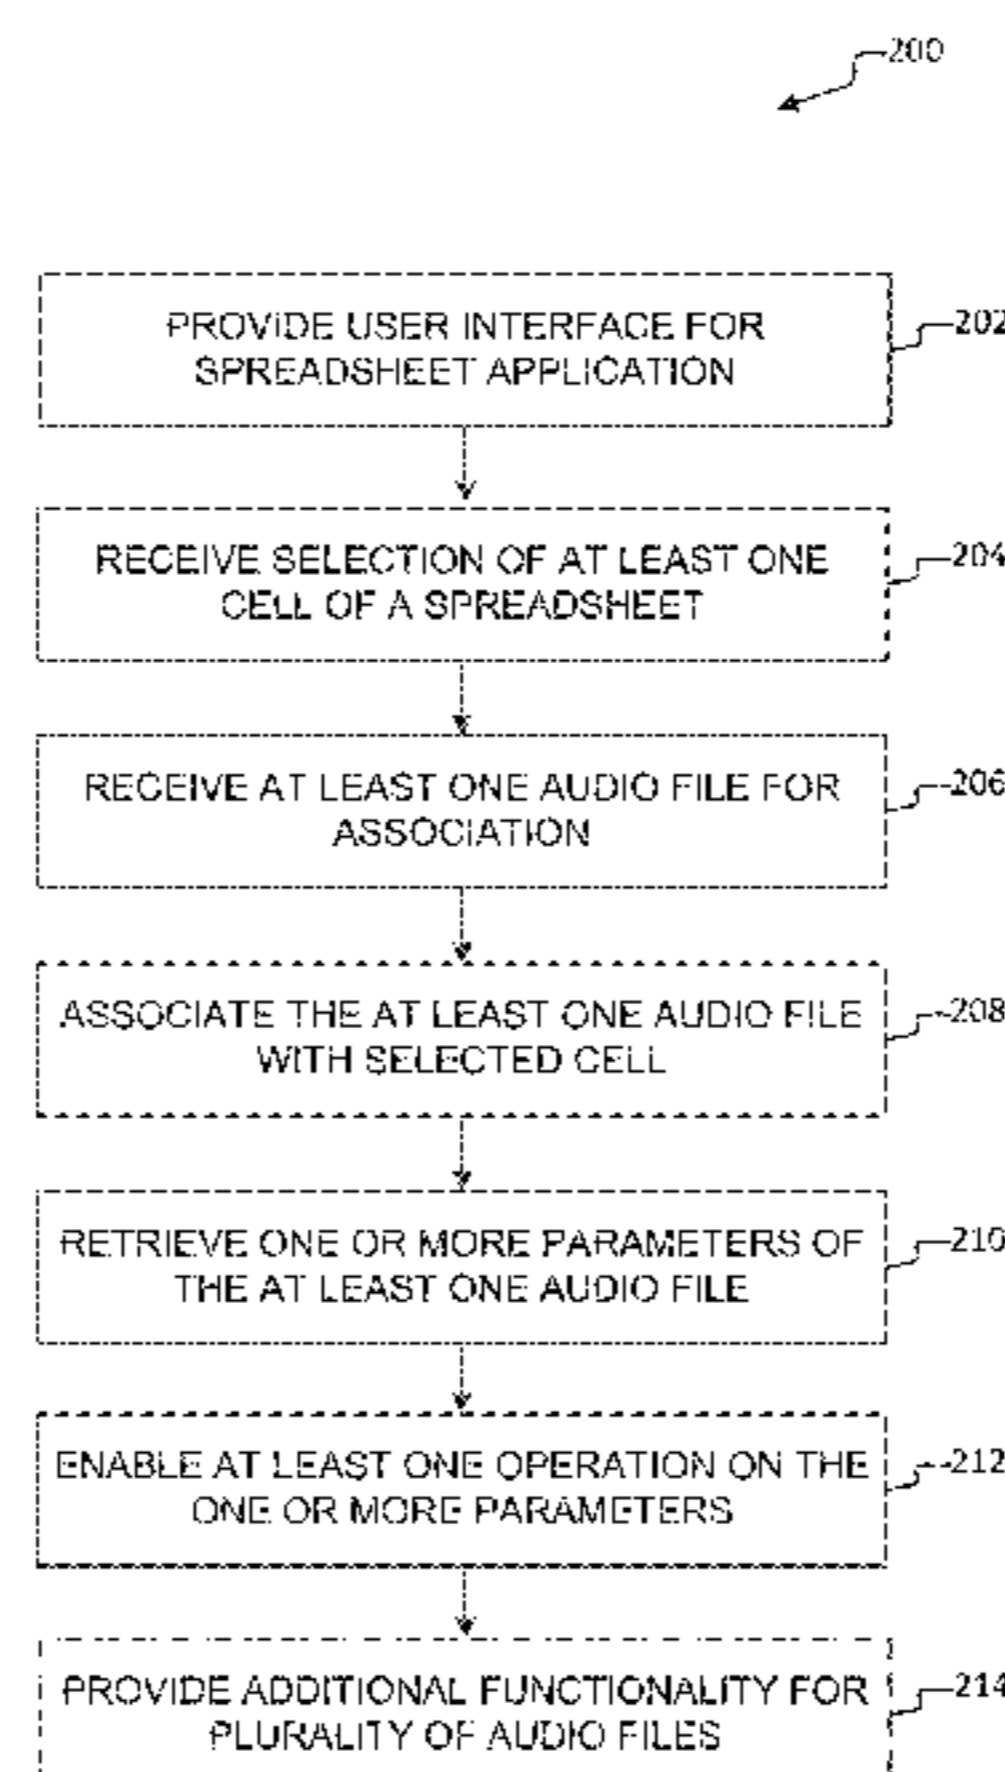 200
PROVIDE USER INTERFACE FOR
SPREADSHEET APPLICATION
202
RECEIVE SELECTION OF AT LEAST ONE
CELL OF A SPREADSHEET
204
RECEIVE AT LEAST ONE AUDIO FILE FOR
ASSOCIATION
206
ASSOCIATE THE AT LEAST ONE AUDIO FILE
WITH SELECTED CELL
208
RETRIEVE ONE OR MORE PARAMETERS OF
THE AT LEAST ONE AUDIO FILE
210
ENABLE AT LEAST ONE OPERATION ON THE
ONE OR MORE PARAMETERS
212
PROVIDE ADDITIONAL FUNCTIONALITY FOR
PLURALITY OF AUDIO FILES
214